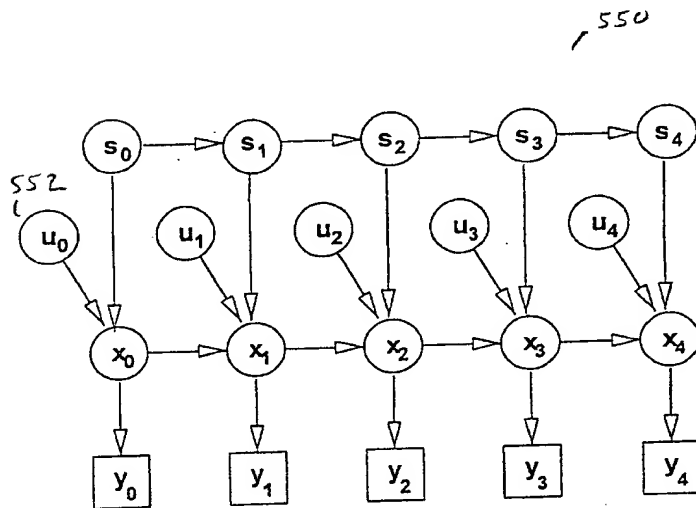 550
s₀ s₁ s₂ s₃ s₄
552
u₀ u₁ u₂ u₃ u₄
x₀ x₁ x₂ x₃ x₄
y₀ y₁ y₂ y₃ y₄